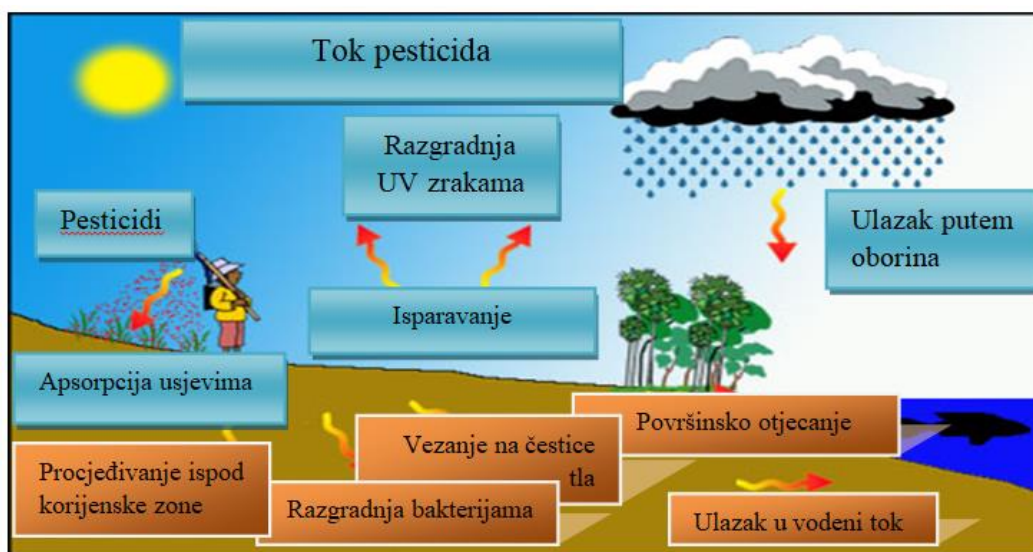 Tok pesticida
Razgradnja
UV zrakama
Pesticidi
Ulazak putem
oborina
Isparavanje
Apsorpcija usjevima
Površinsko otjecanje
Vezanje na čestice
tla
Procjeđivanje ispod
korijenske zone
Razgradnja bakterijama
Ulazak u vodeni tok